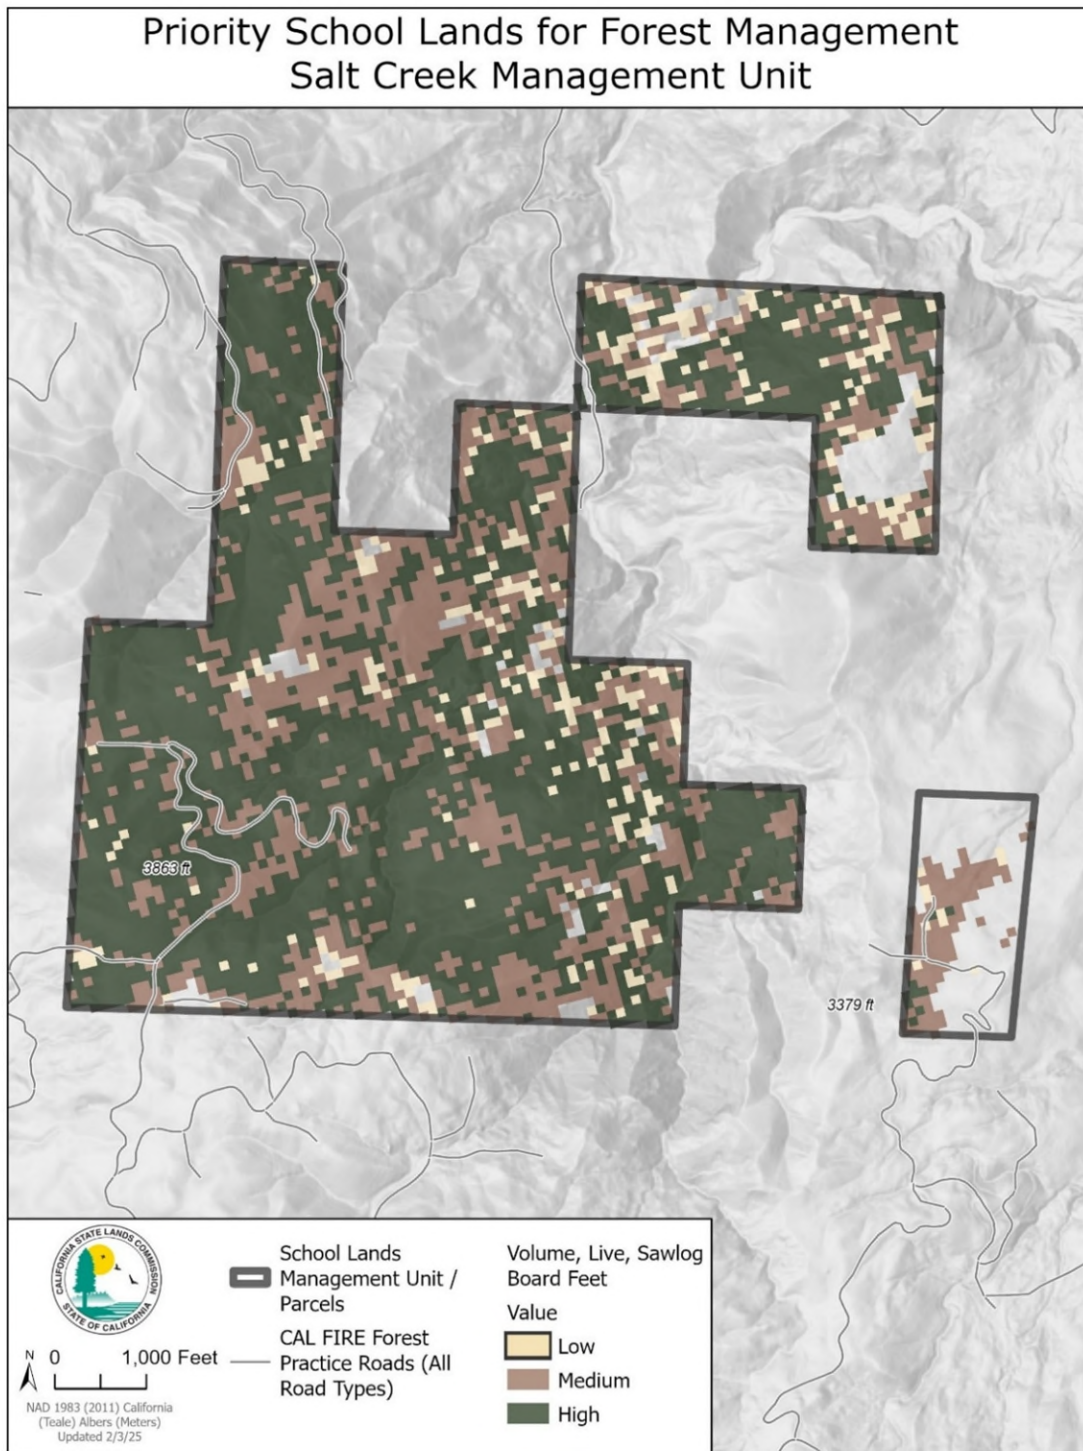 Priority School Lands for Forest Management
Salt Creek Management Unit
3863 ft
3379 ft
CALIFORNIA STATE LANDS COMMISSION
STATE OF CALIFORNIA
N
0 1,000 Feet
NAD 1983 (2011) California
(Teale) Albers (Meters)
Updated 2/3/25
School Lands
Management Unit /
Parcels
CAL FIRE Forest
Practice Roads (All
Road Types)
Volume, Live, Sawlog
Board Feet
Value
Low
Medium
High